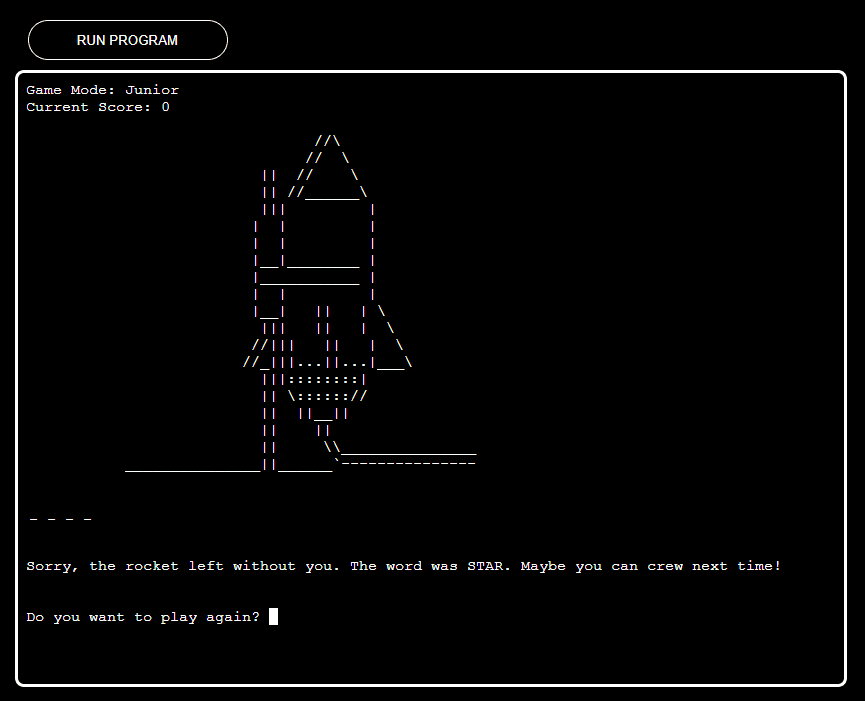 RUN PROGRAM
Game Mode: Junior
Current Score: 0
_ _ _ _
Sorry, the rocket left without you. The word was STAR. Maybe you can crew next time!
Do you want to play again?